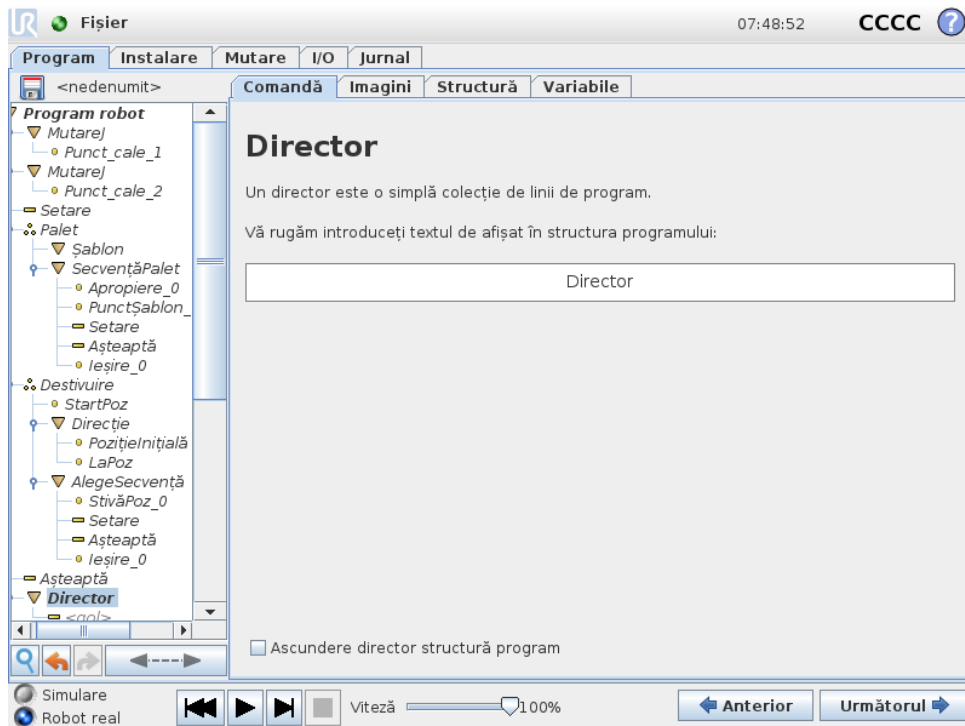 UR Fișier 07:48:52 CCCC ?
Program Instalare Mutare I/O Jurnal
<nedenumit>
Comandă Imagini Structură Variabile
Program robot
MutareJ
Punct_cale_1
MutareJ
Punct_cale_2
Setare
Palet
Șablon
SecvențăPalet
Apropiere_0
PunctȘablon_
Setare
Așteaptă
Ieșire_0
Destivuire
StartPoz
Direcție
PozițieInițială
LaPoz
AlegeSecvență
StivăPoz_0
Setare
Așteaptă
Ieșire_0
Așteaptă
Director
<gol>
Director
Un director este o simplă colecție de linii de program.
Vă rugăm introduceți textul de afișat în structura programului:
Director
Ascundere director structură program
Simulare
Robot real
Viteză 100%
Anterior Următorul